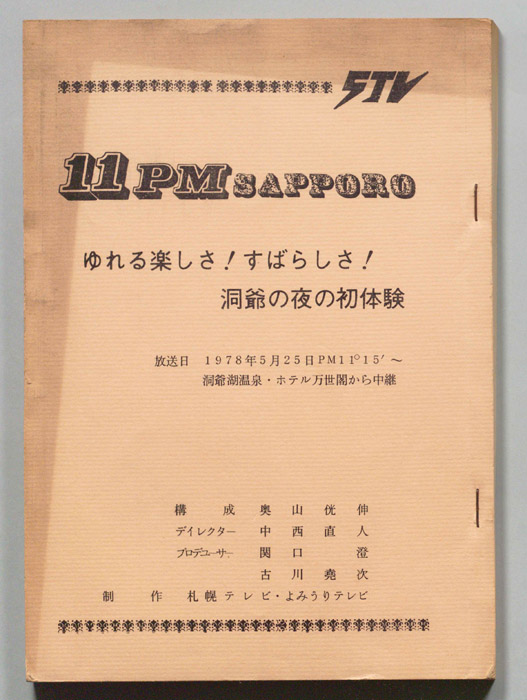 STV
11PM SAPPORO
ゆれる楽しさ！すばらしさ！
洞爺の夜の初体験
放送日 1978年5月25日PM11°15′〜
洞爺湖温泉・ホテル万世閣から中継
構成 奥山侊伸
デイレクター 中西直人
プロデューサー 関口澄
古川堯次
制作 札幌テレビ・よみうりテレビ